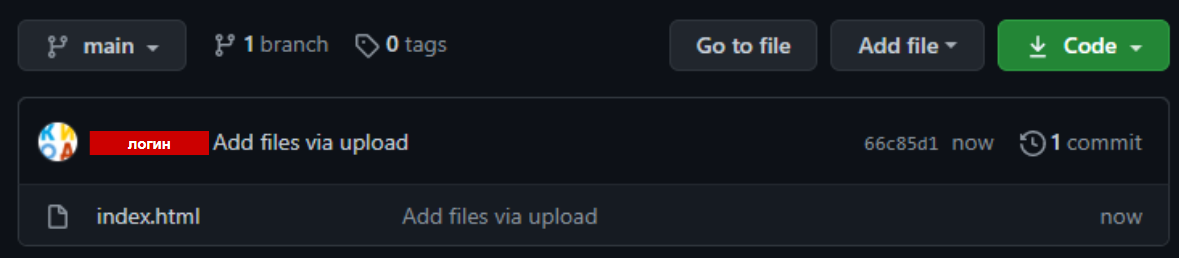 main 1 branch 0 tags Go to file Add file Code
КИОД
логин Add files via upload 66c85d1 now 1 commit
index.html Add files via upload now